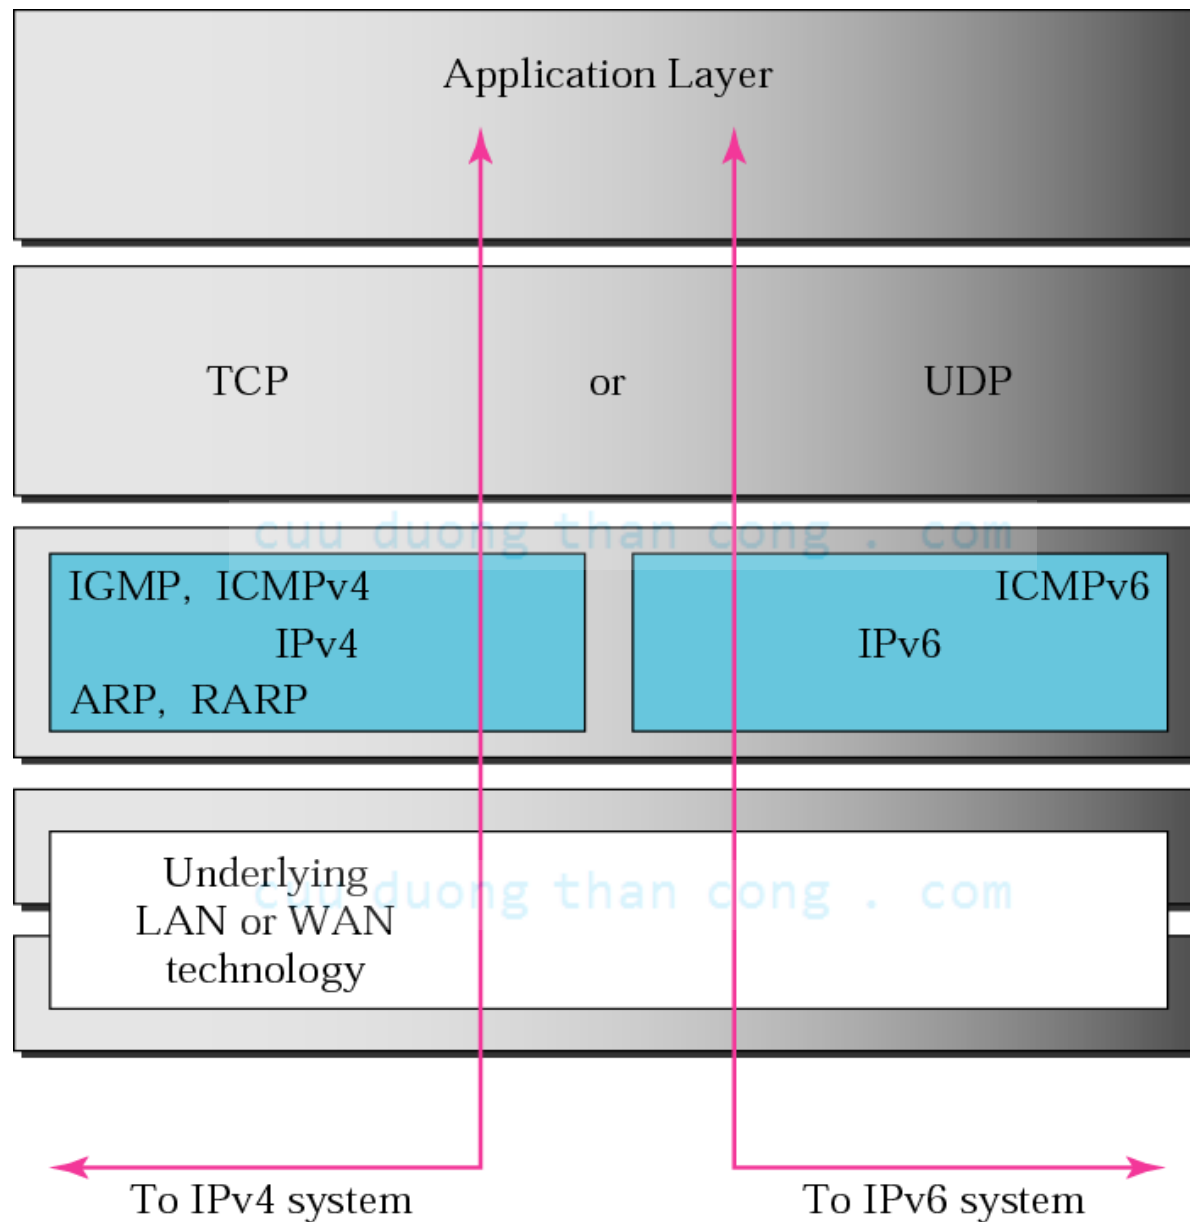 Application Layer
TCP or UDP
cuu duong than cong . com
IGMP, ICMPv4
IPv4
ARP, RARP
ICMPv6
IPv6
Underlying
LAN or WAN
technology
cuu duong than cong . com
To IPv4 system
To IPv6 system